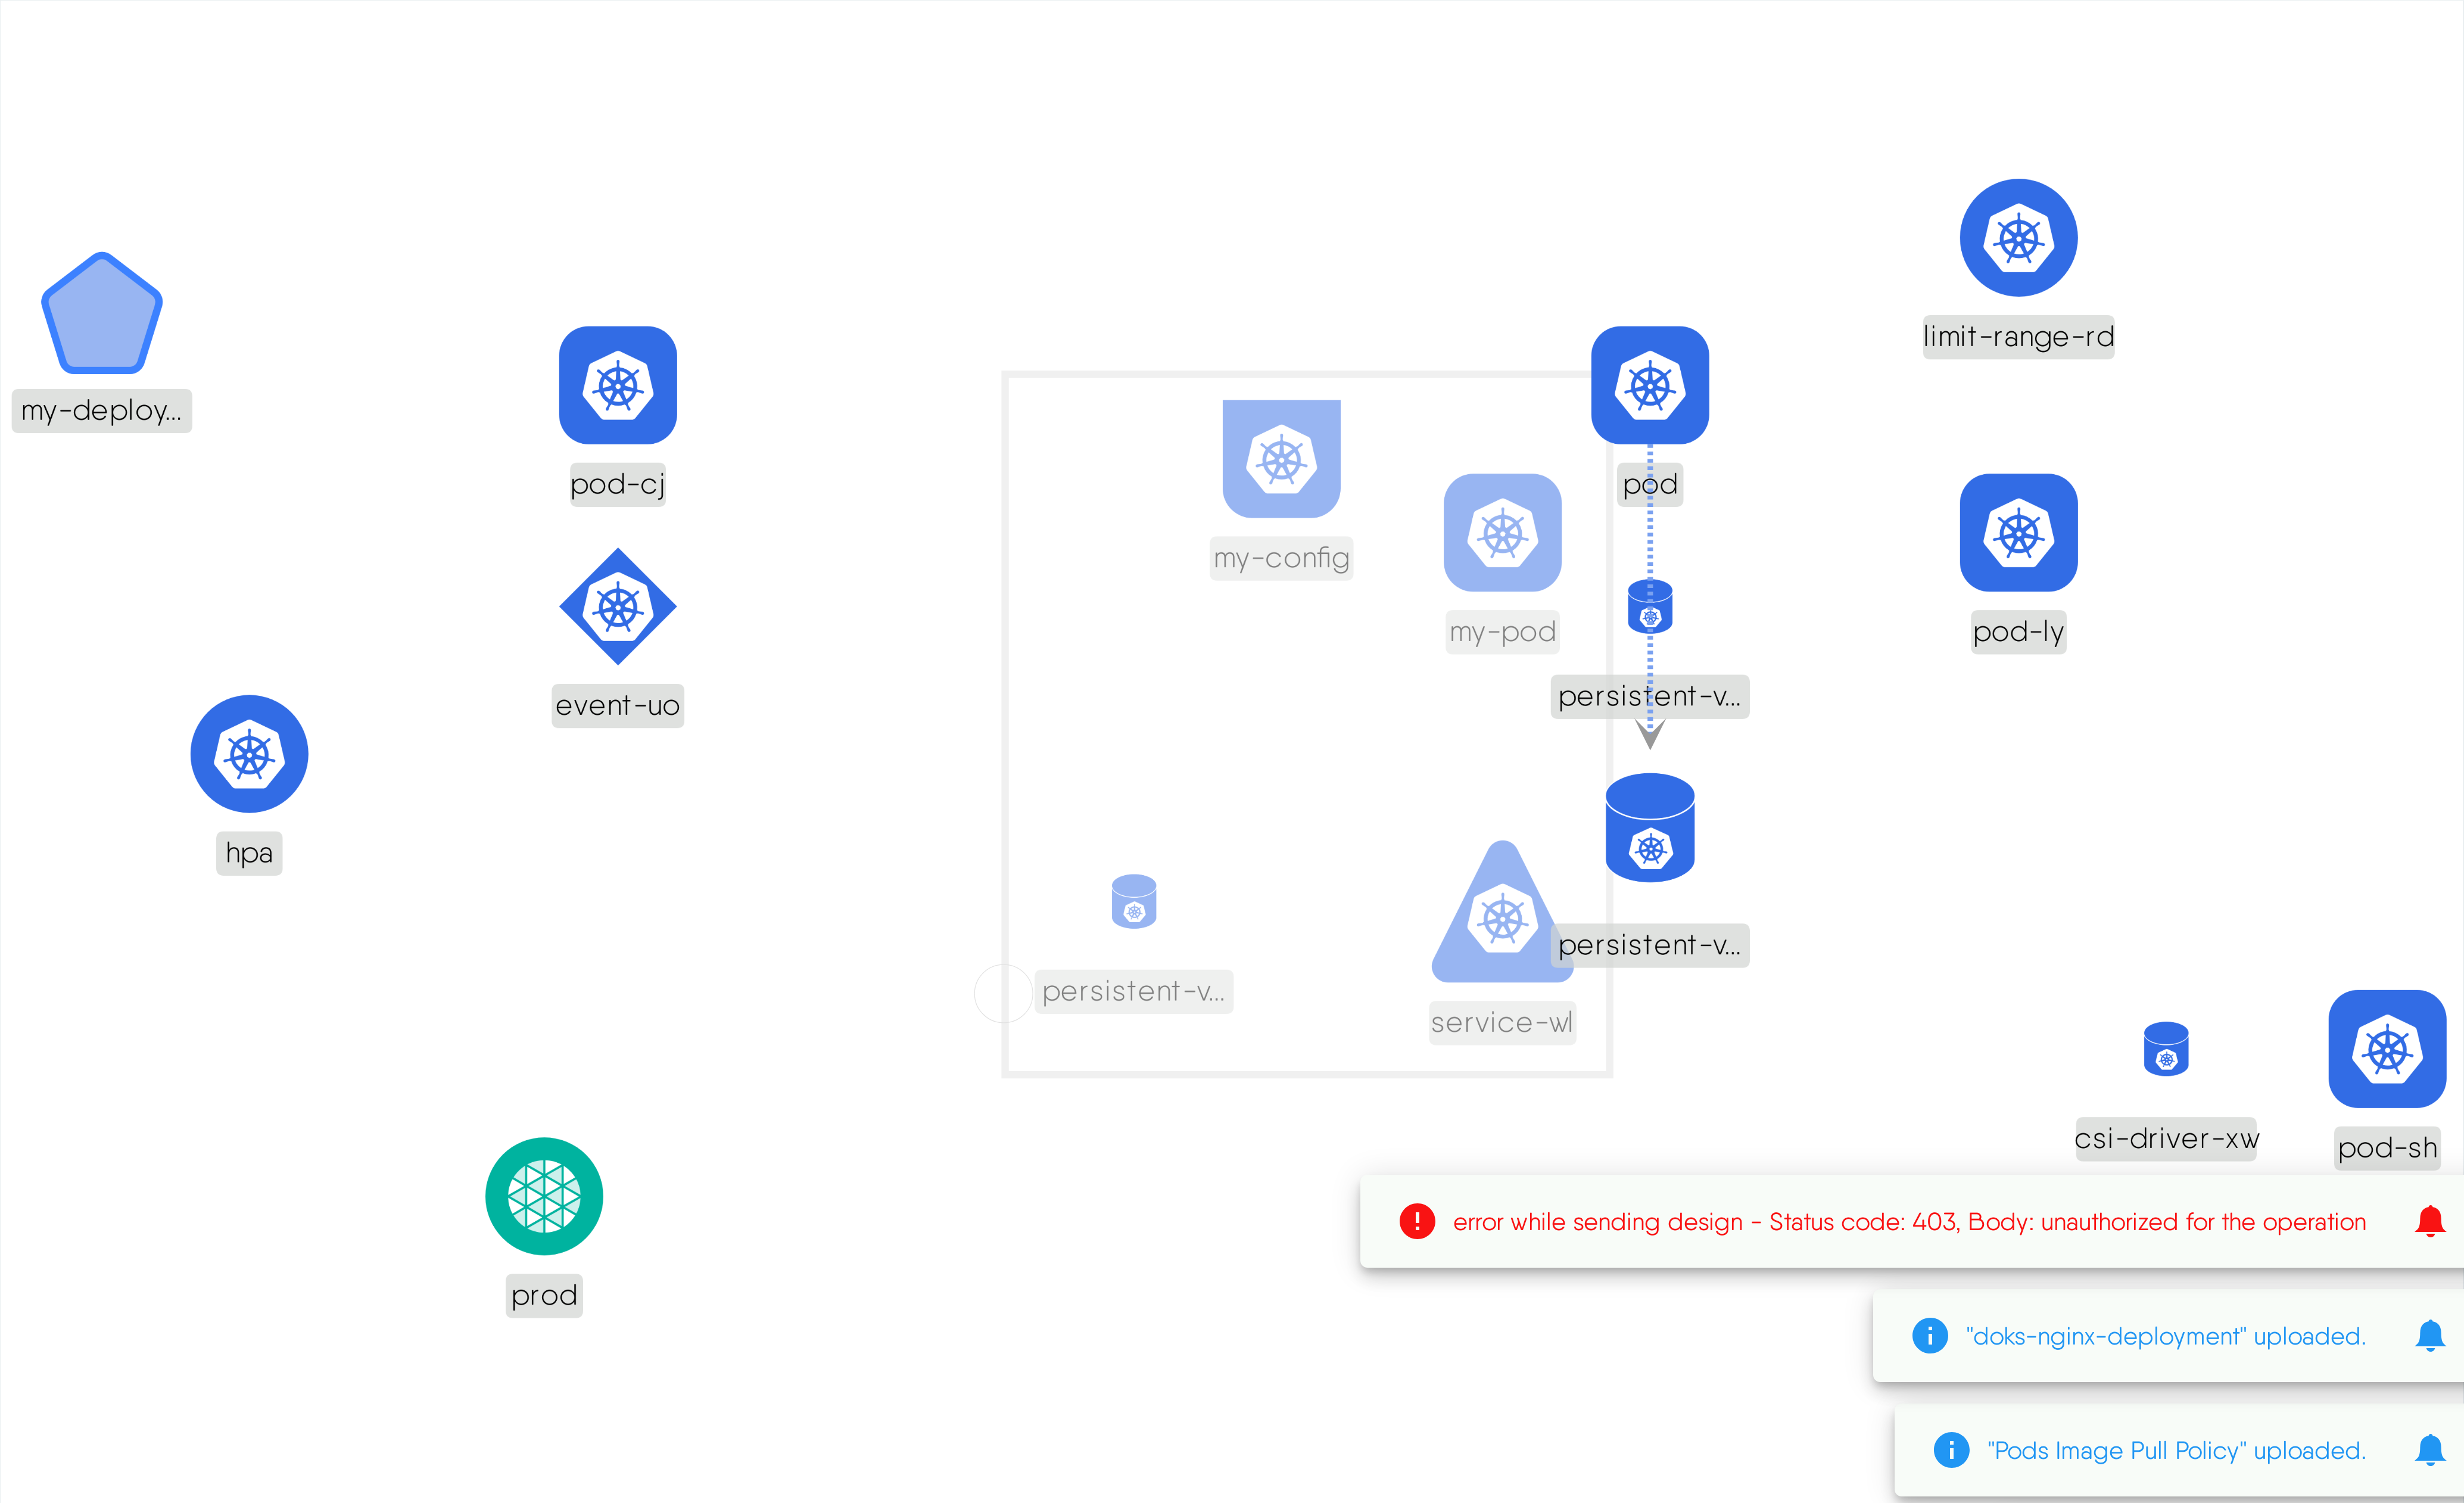 limit-range-rd
my-deploy...
pod-cj
pod
my-config
my-pod
pod-ly
persistent-v...
event-uo
hpa
persistent-v...
persistent-v...
service-wl
csi-driver-xw
pod-sh
error while sending design - Status code: 403, Body: unauthorized for the operation
prod
"doks-nginx-deployment" uploaded.
"Pods Image Pull Policy" uploaded.